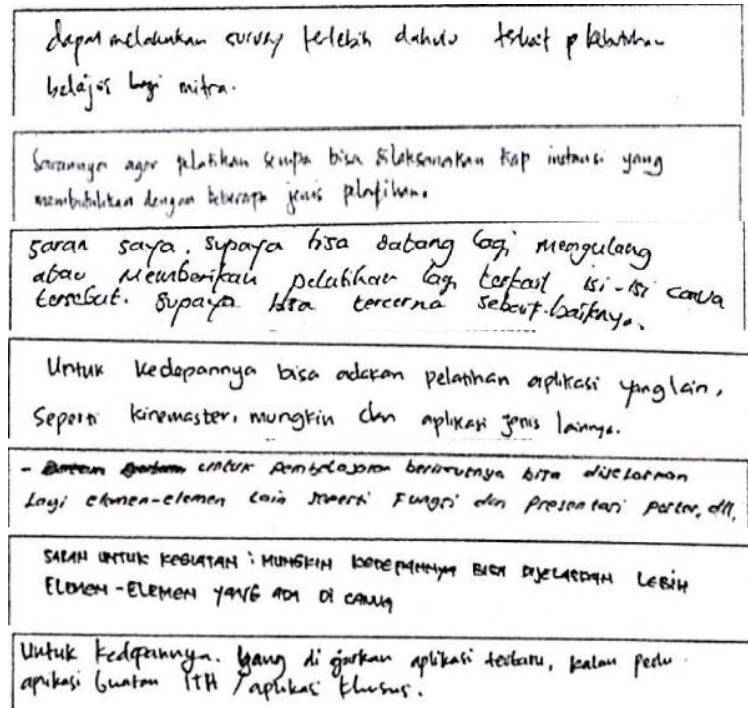 dapat melakukan survey terlebih dahulu terkait kebutuhan
belajar bagi mitra.
Sarannya agar pelatihan serupa bisa dilaksanakan tiap instansi yang
membutuhkan dengan beberapa jenis pelatihan.
Saran saya. supaya bisa datang lagi mengulang
atau Memberikan pelatihan lagi terkait isi-isi canva
tersebut. Supaya bisa tercerna sebaik-baiknya.
Untuk kedepannya bisa adakan pelatihan aplikasi yang lain,
Seperti kinemaster, mungkin dan aplikasi jenis lainnya.
- untuk pembelajaran berikutnya bisa dijelaskan
Lagi elemen-elemen lain seperti Fungsi dan Presentasi poster, dll,
SARAN UNTUK KEGIATAN : MUNGKIN KEDEPANNYA BISA DIJELASKAN LEBIH
ELEMEN-ELEMEN YANG ADA DI CANVA
Untuk kedepannya. Yang di ajarkan aplikasi terbaru, kalau perlu
aplikasi buatan ITH / aplikasi khusus.